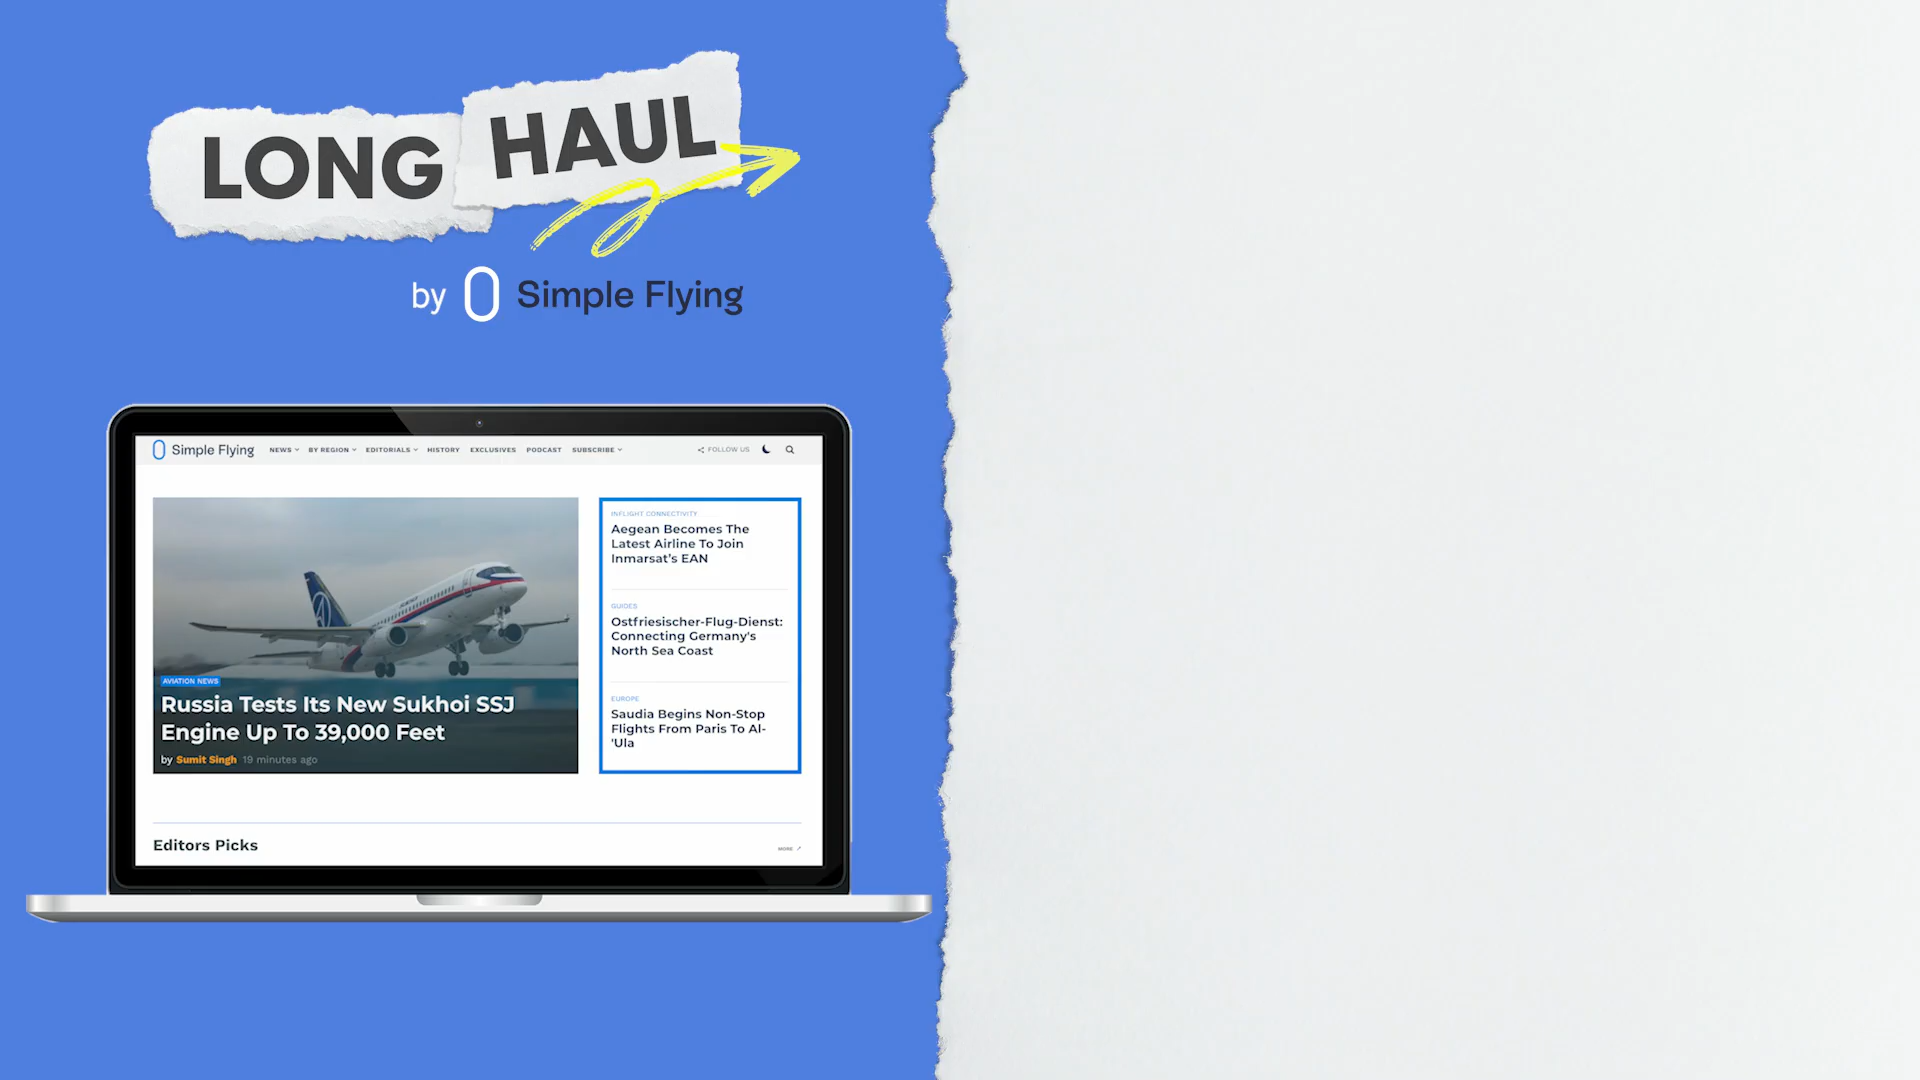 LONG HAUL
by Simple Flying
Simple Flying NEWS BY REGION EDITORIALS HISTORY EXCLUSIVES PODCAST SUBSCRIBE FOLLOW US
AVIATION NEWS
Russia Tests Its New Sukhoi SSJ
Engine Up To 39,000 Feet
by Sumit Singh 19 minutes ago
INFLIGHT CONNECTIVITY
Aegean Becomes The
Latest Airline To Join
Inmarsat's EAN
GUIDES
Ostfriesischer-Flug-Dienst:
Connecting Germany's
North Sea Coast
EUROPE
Saudia Begins Non-Stop
Flights From Paris To Al-
'Ula
Editors Picks
MORE